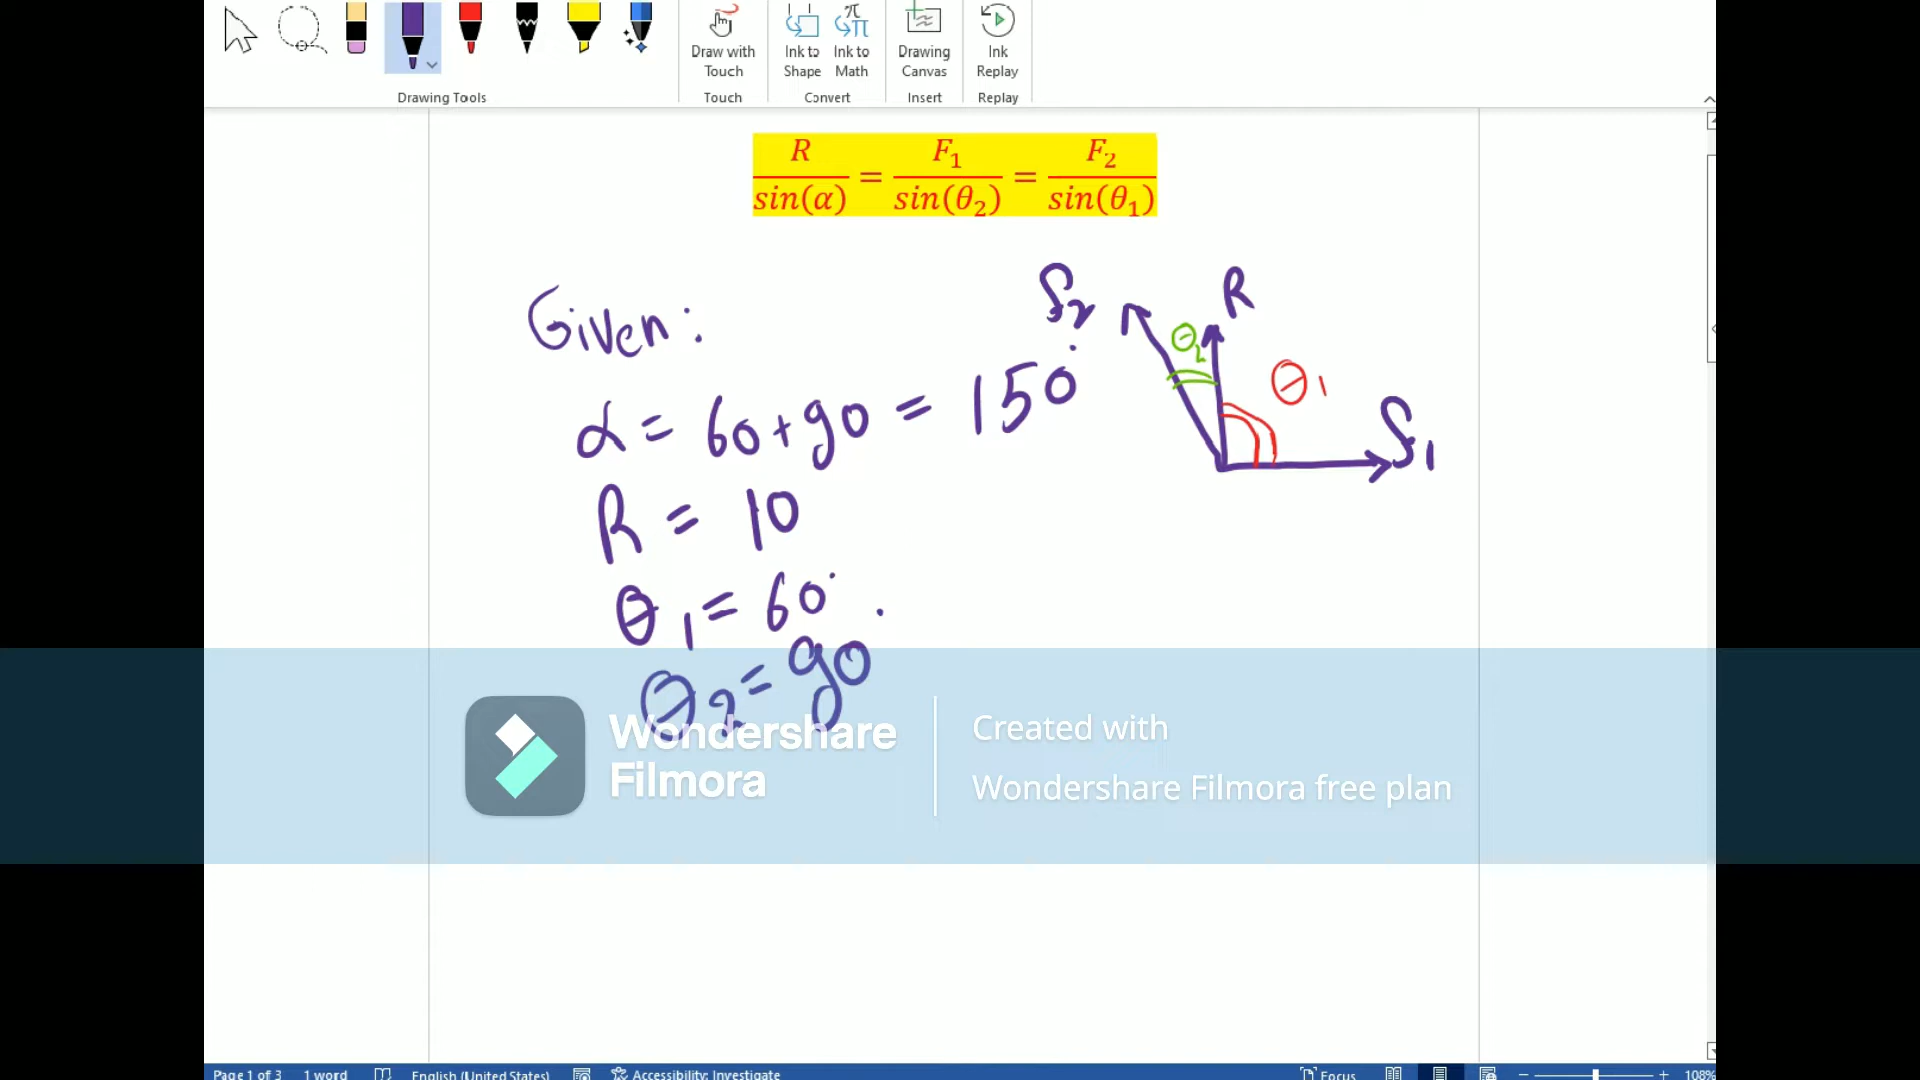 Draw with Touch
Ink to Shape
Ink to Math
Drawing Canvas
Ink Replay
Drawing Tools
Touch
Convert
Insert
Replay
R/sin(α) = F₁/sin(θ₂) = F₂/sin(θ₁)
Given:
α = 60 + 90 = 150°
R = 10
θ₁ = 60°.
θ₂ = 90
F₂
R
θ₂
θ₁
F₁
Wondershare Filmora
Created with
Wondershare Filmora free plan
Page 1 of 3 1 word English (United States) Accessibility: Investigate Focus 108%